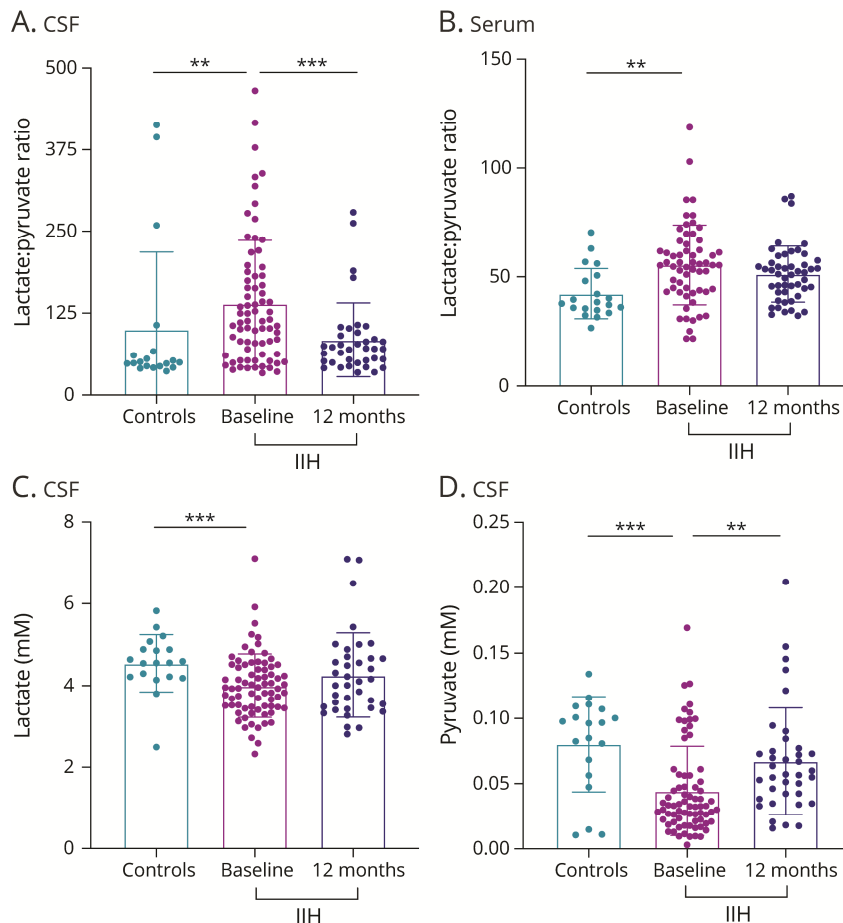 A. CSF
500
375
250
125
0
Lactate:pyruvate ratio
**
***
Controls
Baseline
12 months
IIH
B. Serum
150
100
50
0
Lactate:pyruvate ratio
**
Controls
Baseline
12 months
IIH
C. CSF
8
6
4
2
0
Lactate (mM)
***
Controls
Baseline
12 months
IIH
D. CSF
0.25
0.20
0.15
0.10
0.05
0.00
Pyruvate (mM)
***
**
Controls
Baseline
12 months
IIH